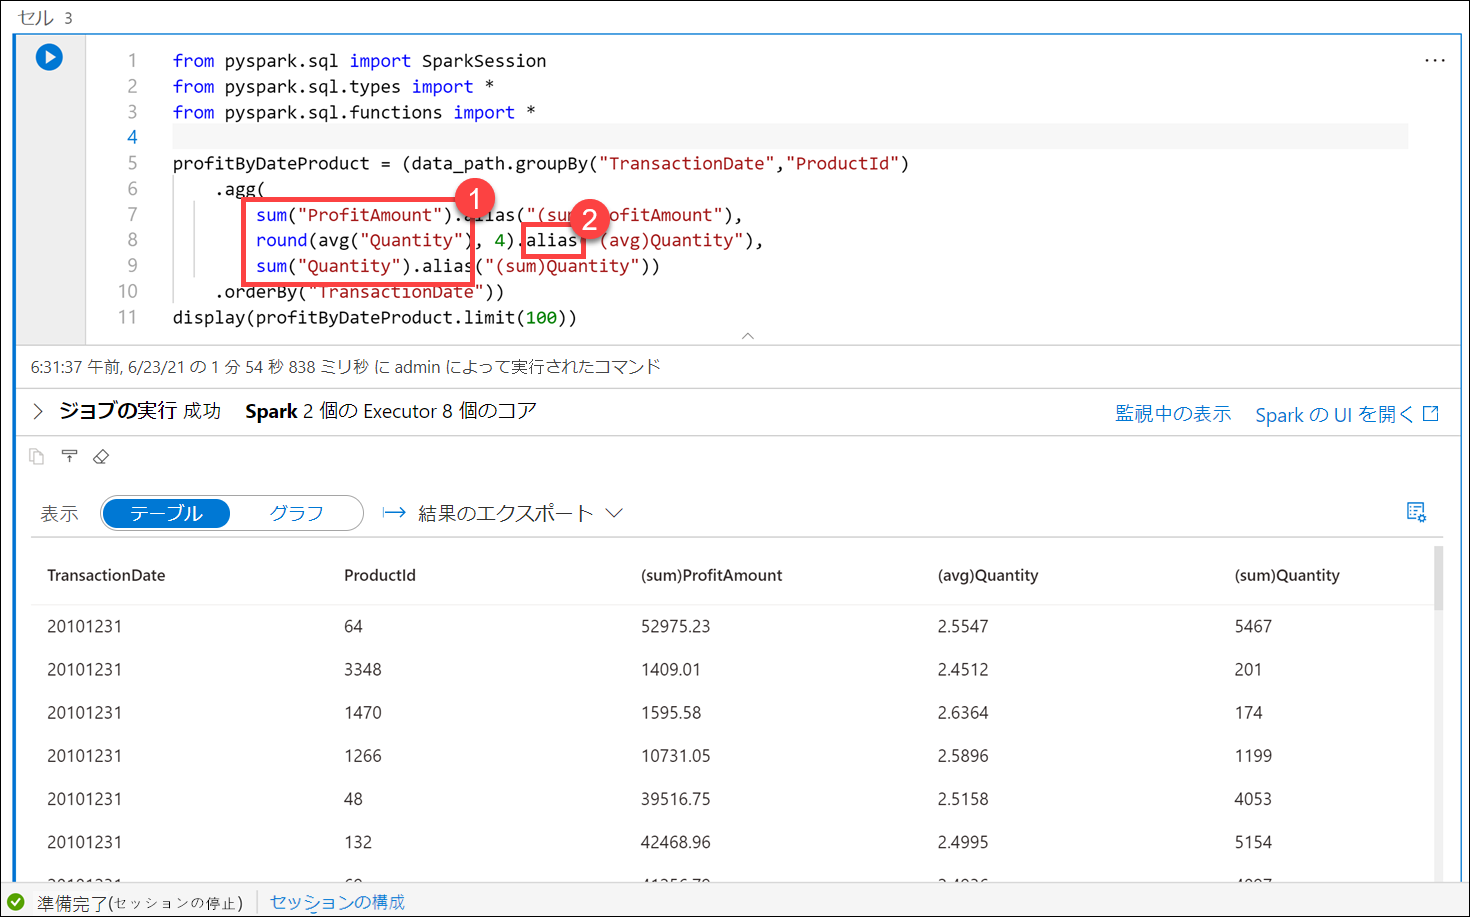 セル 3
1 from pyspark.sql import SparkSession
2 from pyspark.sql.types import *
3 from pyspark.sql.functions import *
4
5 profitByDateProduct = (data_path.groupBy("TransactionDate","ProductId")
6 .agg(
1
7 sum("ProfitAmount").alias("(sum)ProfitAmount"),
2
8 round(avg("Quantity"), 4).alias("(avg)Quantity"),
9 sum("Quantity").alias("(sum)Quantity"))
10 .orderBy("TransactionDate"))
11 display(profitByDateProduct.limit(100))
6:31:37 午前, 6/23/21 の 1 分 54 秒 838 ミリ秒 に admin によって実行されたコマンド
ジョブの実行 成功 Spark 2 個の Executor 8 個のコア 監視中の表示 Spark の UI を開く
表示 テーブル グラフ 結果のエクスポート
TransactionDate ProductId (sum)ProfitAmount (avg)Quantity (sum)Quantity
20101231 64 52975.23 2.5547 5467
20101231 3348 1409.01 2.4512 201
20101231 1470 1595.58 2.6364 174
20101231 1266 10731.05 2.5896 1199
20101231 48 39516.75 2.5158 4053
20101231 132 42468.96 2.4995 5154
準備完了(セッションの停止) セッションの構成